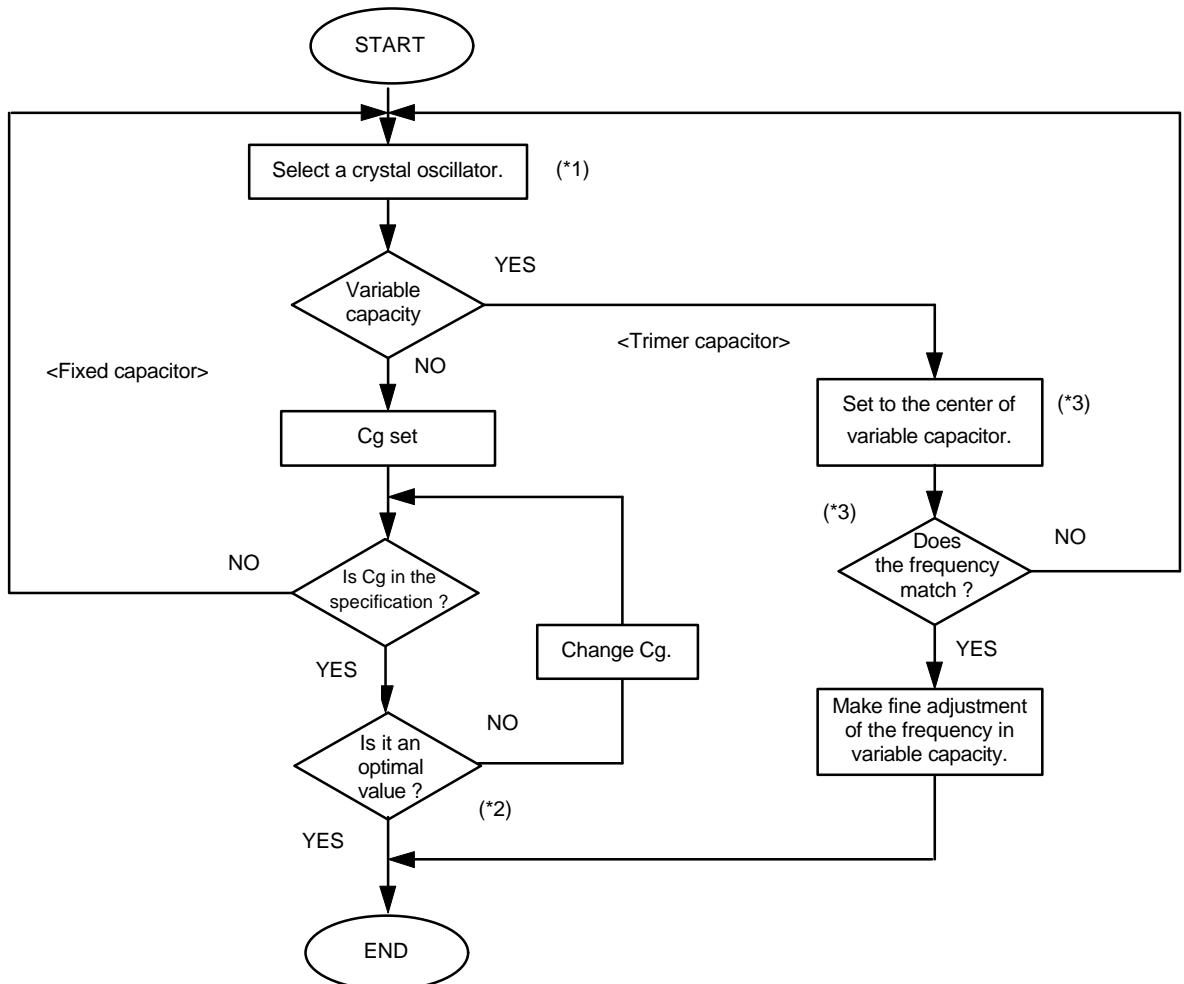 START
Select a crystal oscillator.
(*1)
YES
Variable
capacity
<Trimer capacitor>
NO
<Fixed capacitor>
Set to the center of
variable capacitor.
(*3)
Cg set
(*3)
Does
the frequency
match ?
NO
NO
Is Cg in the
specification ?
Change Cg.
YES
YES
Make fine adjustment
of the frequency in
variable capacity.
NO
Is it an
optimal
value ?
(*2)
YES
END